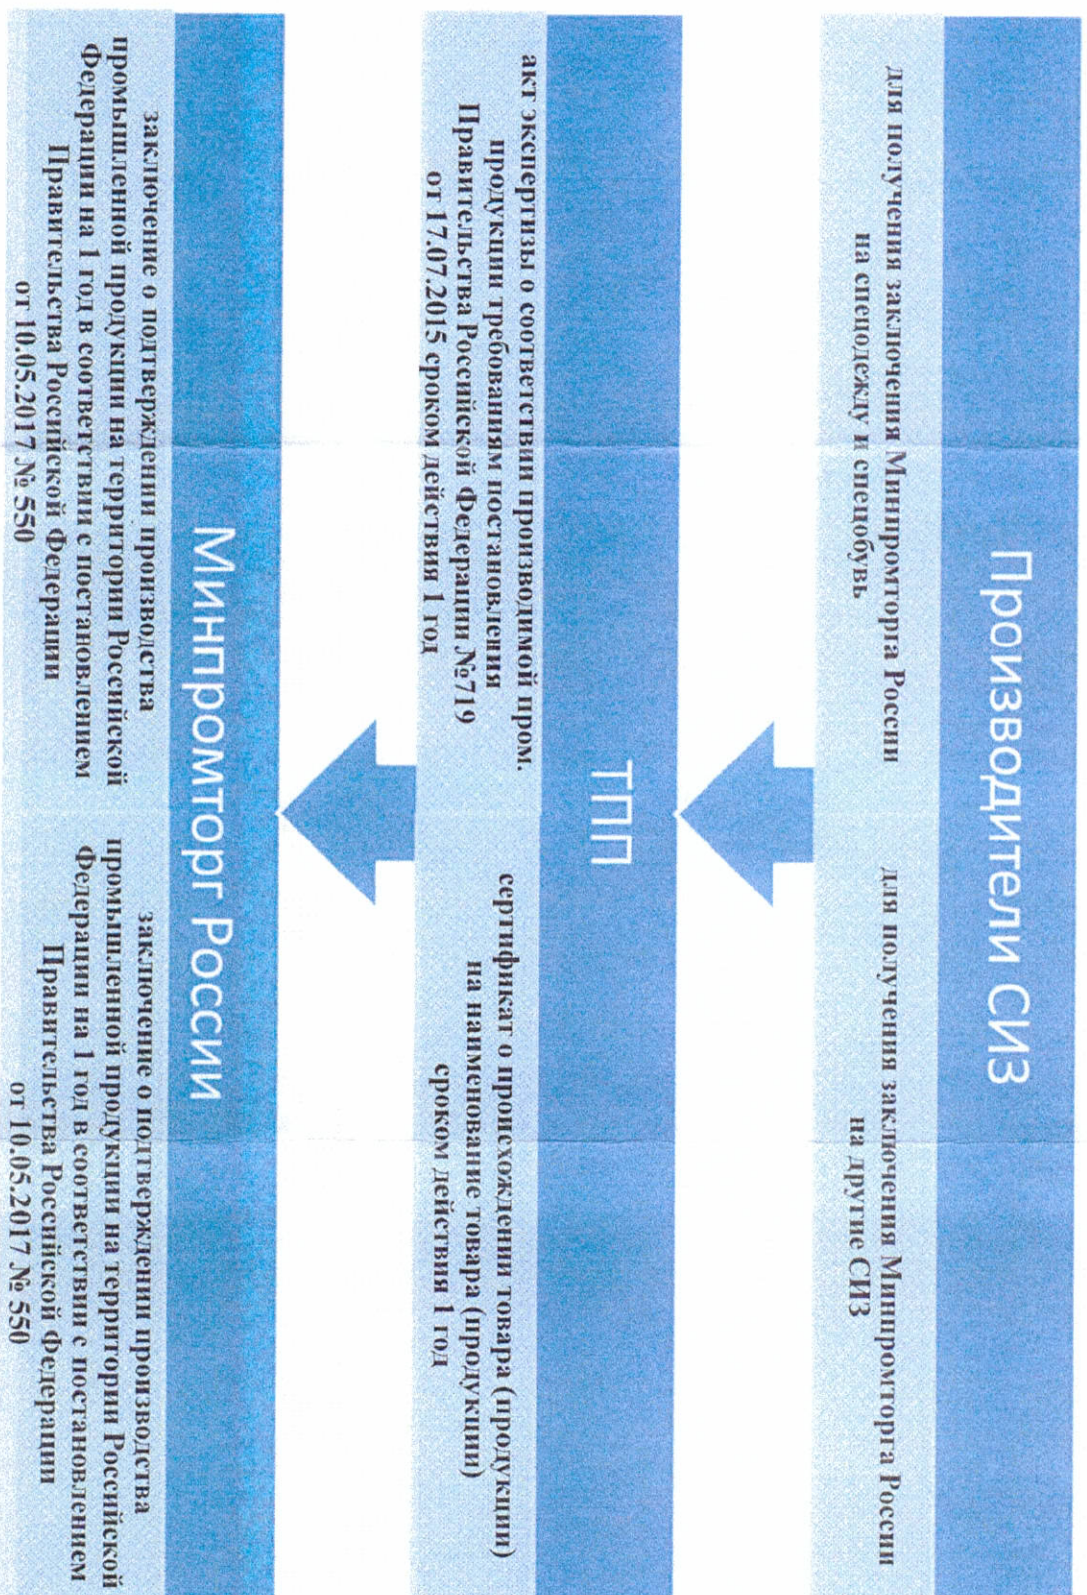 Производители СИЗ
для получения заключения Минпромторга России
на спецодежду и спецобувь
для получения заключения Минпромторга России
на другие СИЗ
ТПП
акт экспертизы о соответствии производимой пром.
продукции требованиям постановления
Правительства Российской Федерации №719
от 17.07.2015 сроком действия 1 год
сертификат о происхождении товара (продукции)
на наименование товара (продукции)
сроком действия 1 год
Минпромторг России
заключение о подтверждении производства
промышленной продукции на территории Российской
Федерации на 1 год в соответствии с постановлением
Правительства Российской Федерации
от 10.05.2017 № 550
заключение о подтверждении производства
промышленной продукции на территории Российской
Федерации на 1 год в соответствии с постановлением
Правительства Российской Федерации
от 10.05.2017 № 550